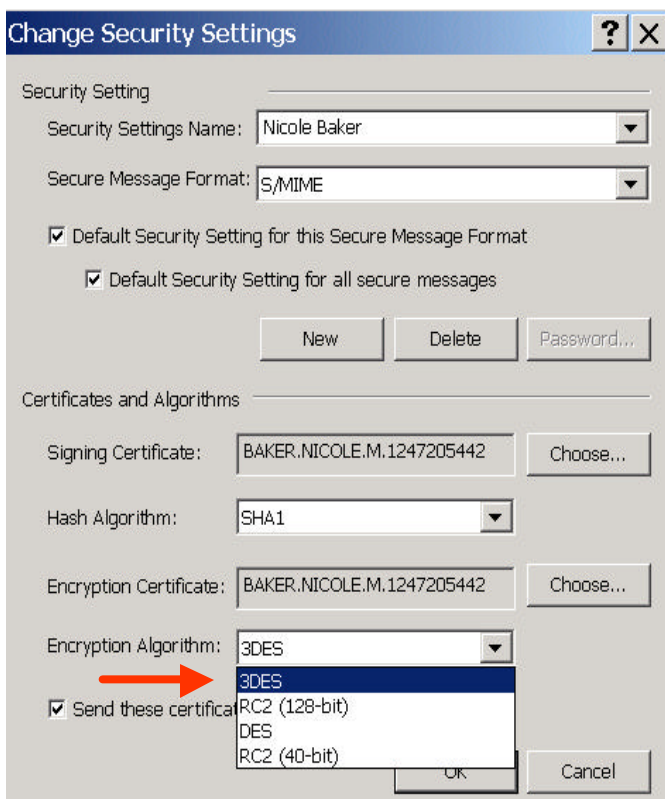 Change Security Settings ? X
Security Setting
Security Settings Name: Nicole Baker
Secure Message Format: S/MIME
Default Security Setting for this Secure Message Format
Default Security Setting for all secure messages
New Delete Password...
Certificates and Algorithms
Signing Certificate: BAKER.NICOLE.M.1247205442 Choose...
Hash Algorithm: SHA1
Encryption Certificate: BAKER.NICOLE.M.1247205442 Choose...
Encryption Algorithm: 3DES
3DES
Send these RC2 (128-bit)
DES
RC2 (40-bit)
OK Cancel